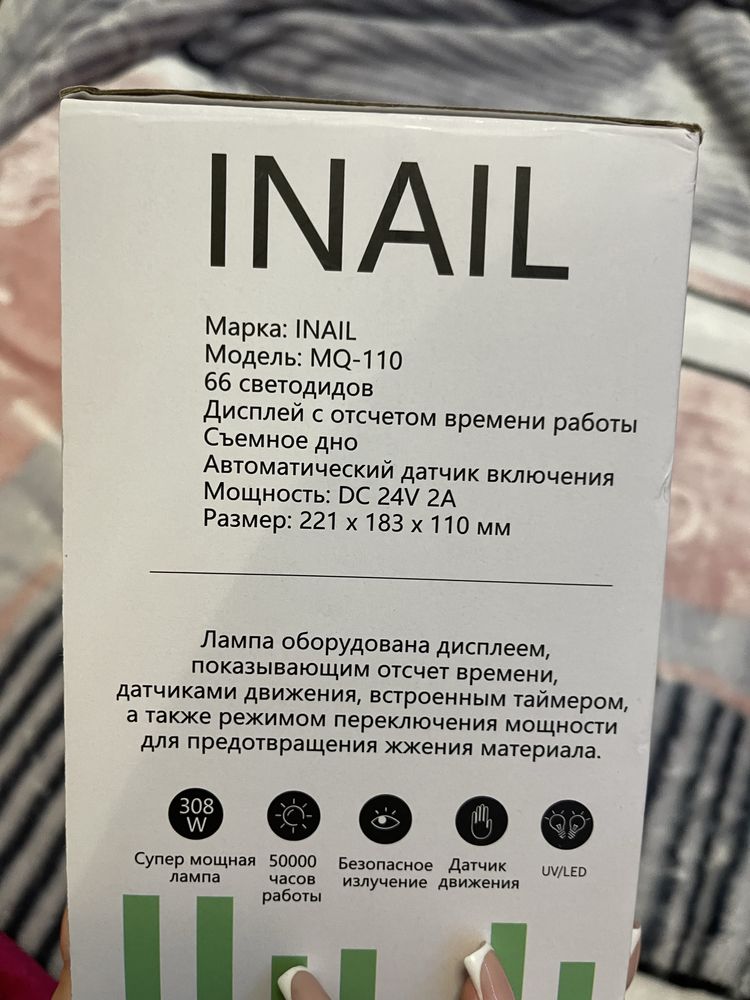 INAIL
Марка: INAIL
Модель: MQ-110
66 светодидов
Дисплей с отсчетом времени работы
Съемное дно
Автоматический датчик включения
Мощность: DC 24V 2A
Размер: 221 x 183 x 110 мм
Лампа оборудована дисплеем,
показывающим отсчет времени,
датчиками движения, встроенным таймером,
а также режимом переключения мощности
для предотвращения жжения материала.
308
W
Супер мощная
лампа
50000
часов
работы
Безопасное
излучение
Датчик
движения
UV/LED